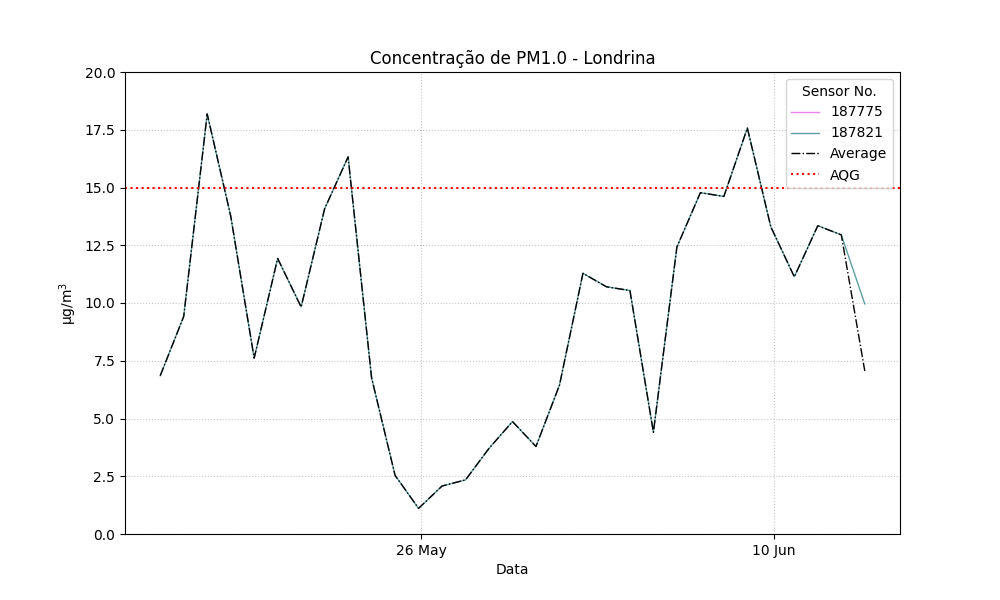 Concentração de PM1.0 - Londrina
20.0
17.5
15.0
12.5
10.0
7.5
5.0
2.5
0.0
µg/m³
26 May
10 Jun
Data
Sensor No.
187775
187821
Average
AQG